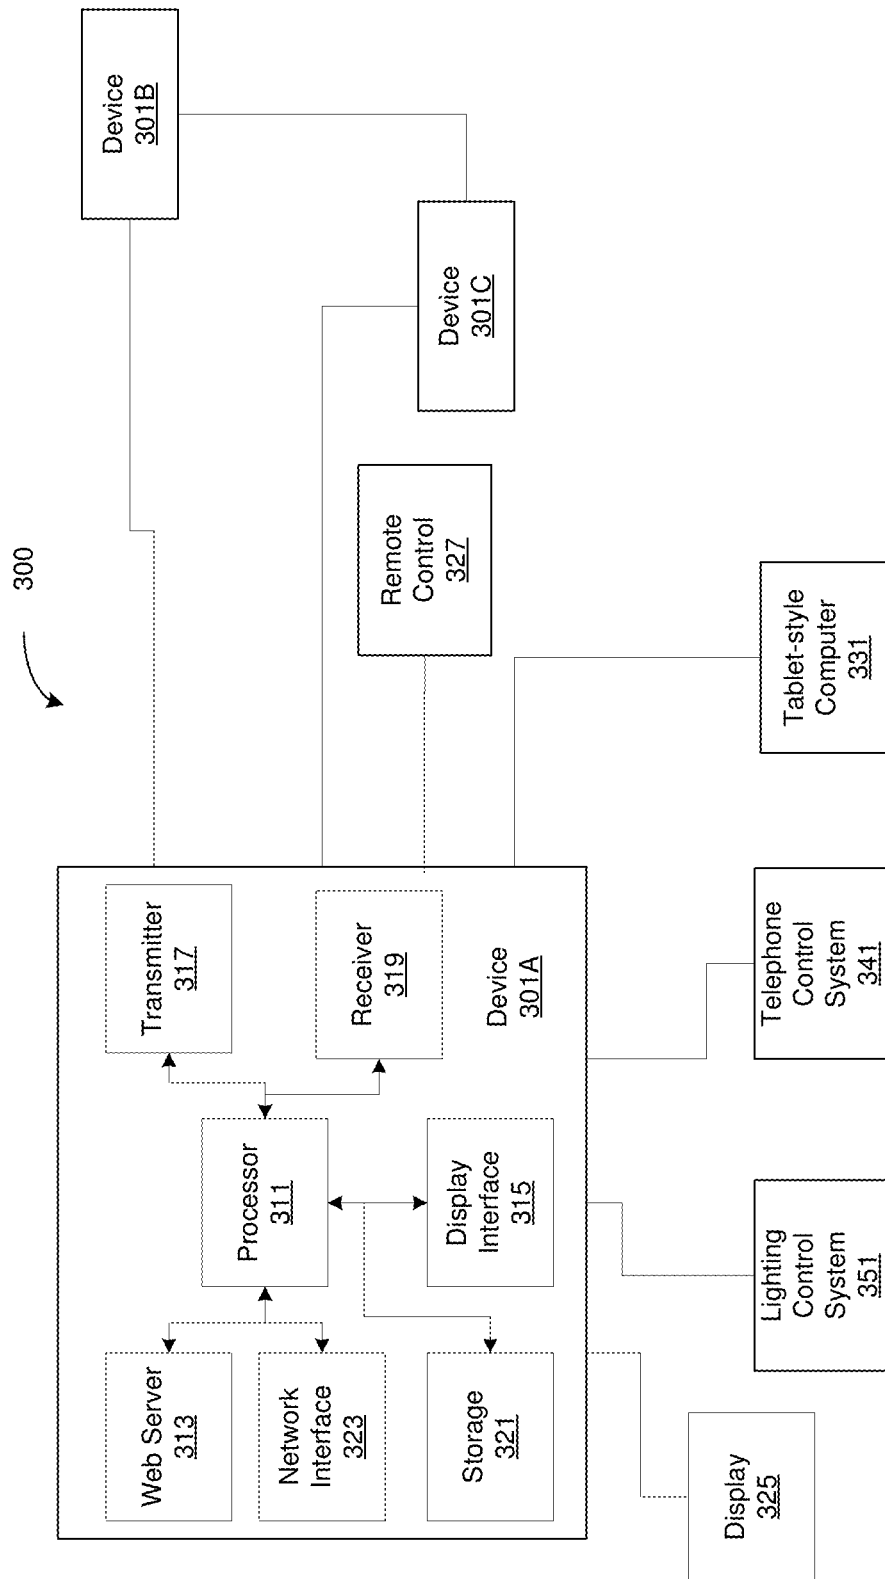 300
Device
301B
Device
301C
Remote
Control
327
Tablet-style
Computer
331
Transmitter
317
Receiver
319
Device
301A
Processor
311
Display
Interface
315
Web Server
313
Network
Interface
323
Storage
321
Telephone
Control
System
341
Lighting
Control
System
351
Display
325